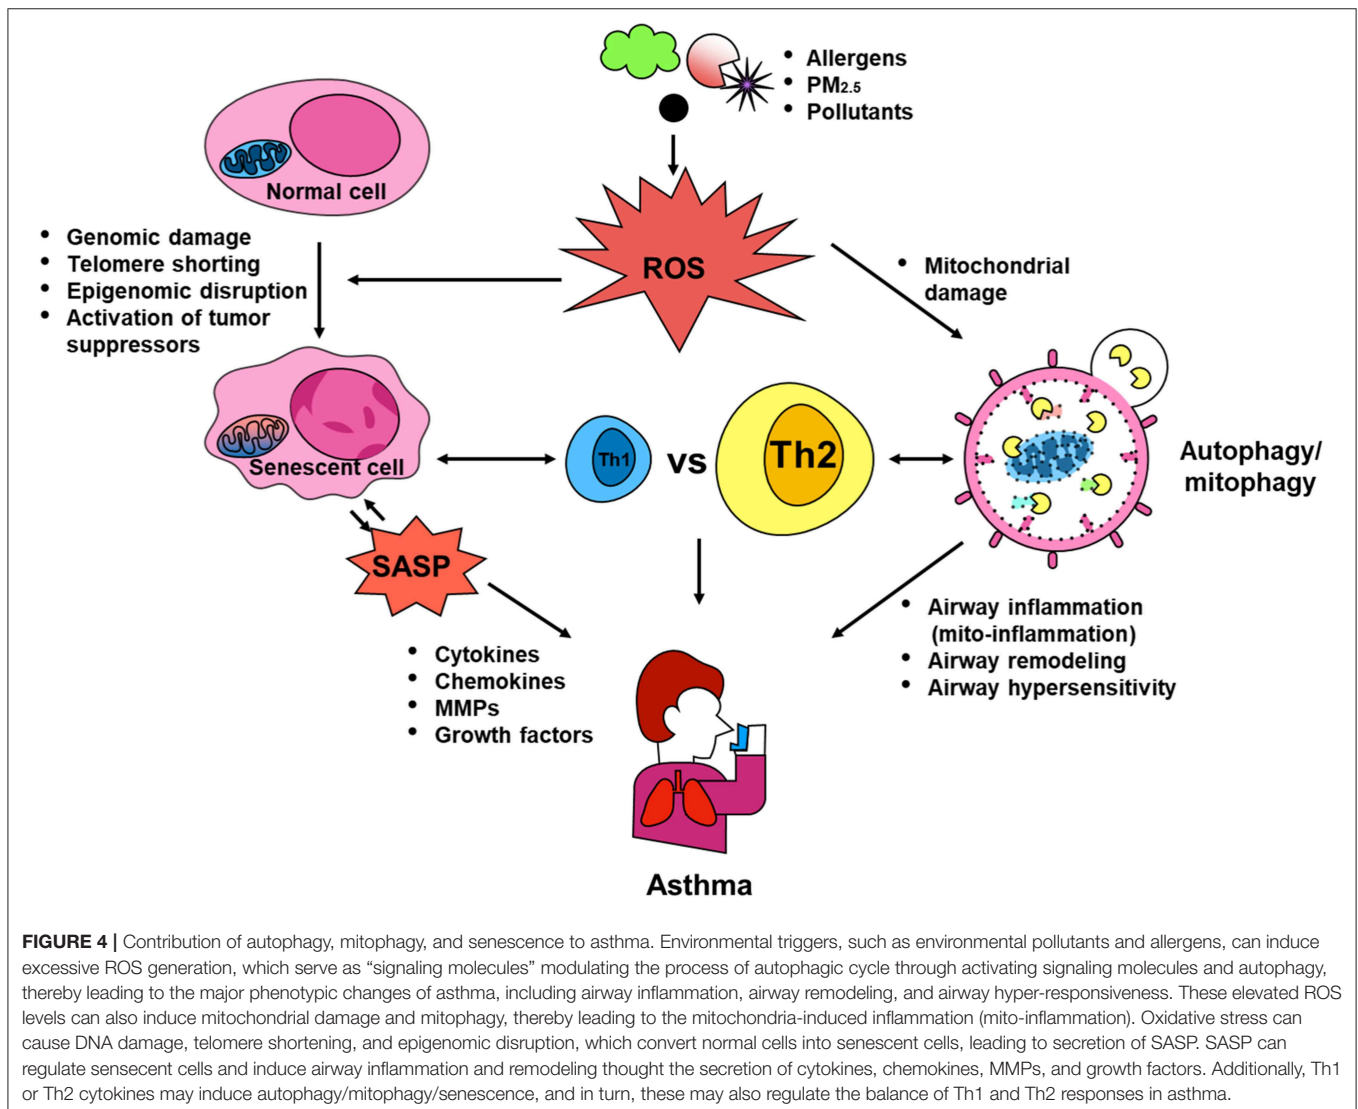 Allergens
PM2.5
Pollutants
Normal cell
Genomic damage
Telomere shorting
Epigenomic disruption
Activation of tumor
suppressors
ROS
Mitochondrial
damage
Senescent cell
Th1
vs
Th2
Autophagy/
mitophagy
SASP
Cytokines
Chemokines
MMPs
Growth factors
Airway inflammation
(mito-inflammation)
Airway remodeling
Airway hypersensitivity
Asthma
FIGURE 4 | Contribution of autophagy, mitophagy, and senescence to asthma. Environmental triggers, such as environmental pollutants and allergens, can induce
excessive ROS generation, which serve as “signaling molecules” modulating the process of autophagic cycle through activating signaling molecules and autophagy,
thereby leading to the major phenotypic changes of asthma, including airway inflammation, airway remodeling, and airway hyper-responsiveness. These elevated ROS
levels can also induce mitochondrial damage and mitophagy, thereby leading to the mitochondria-induced inflammation (mito-inflammation). Oxidative stress can
cause DNA damage, telomere shortening, and epigenomic disruption, which convert normal cells into senescent cells, leading to secretion of SASP. SASP can
regulate sensecent cells and induce airway inflammation and remodeling thought the secretion of cytokines, chemokines, MMPs, and growth factors. Additionally, Th1
or Th2 cytokines may induce autophagy/mitophagy/senescence, and in turn, these may also regulate the balance of Th1 and Th2 responses in asthma.